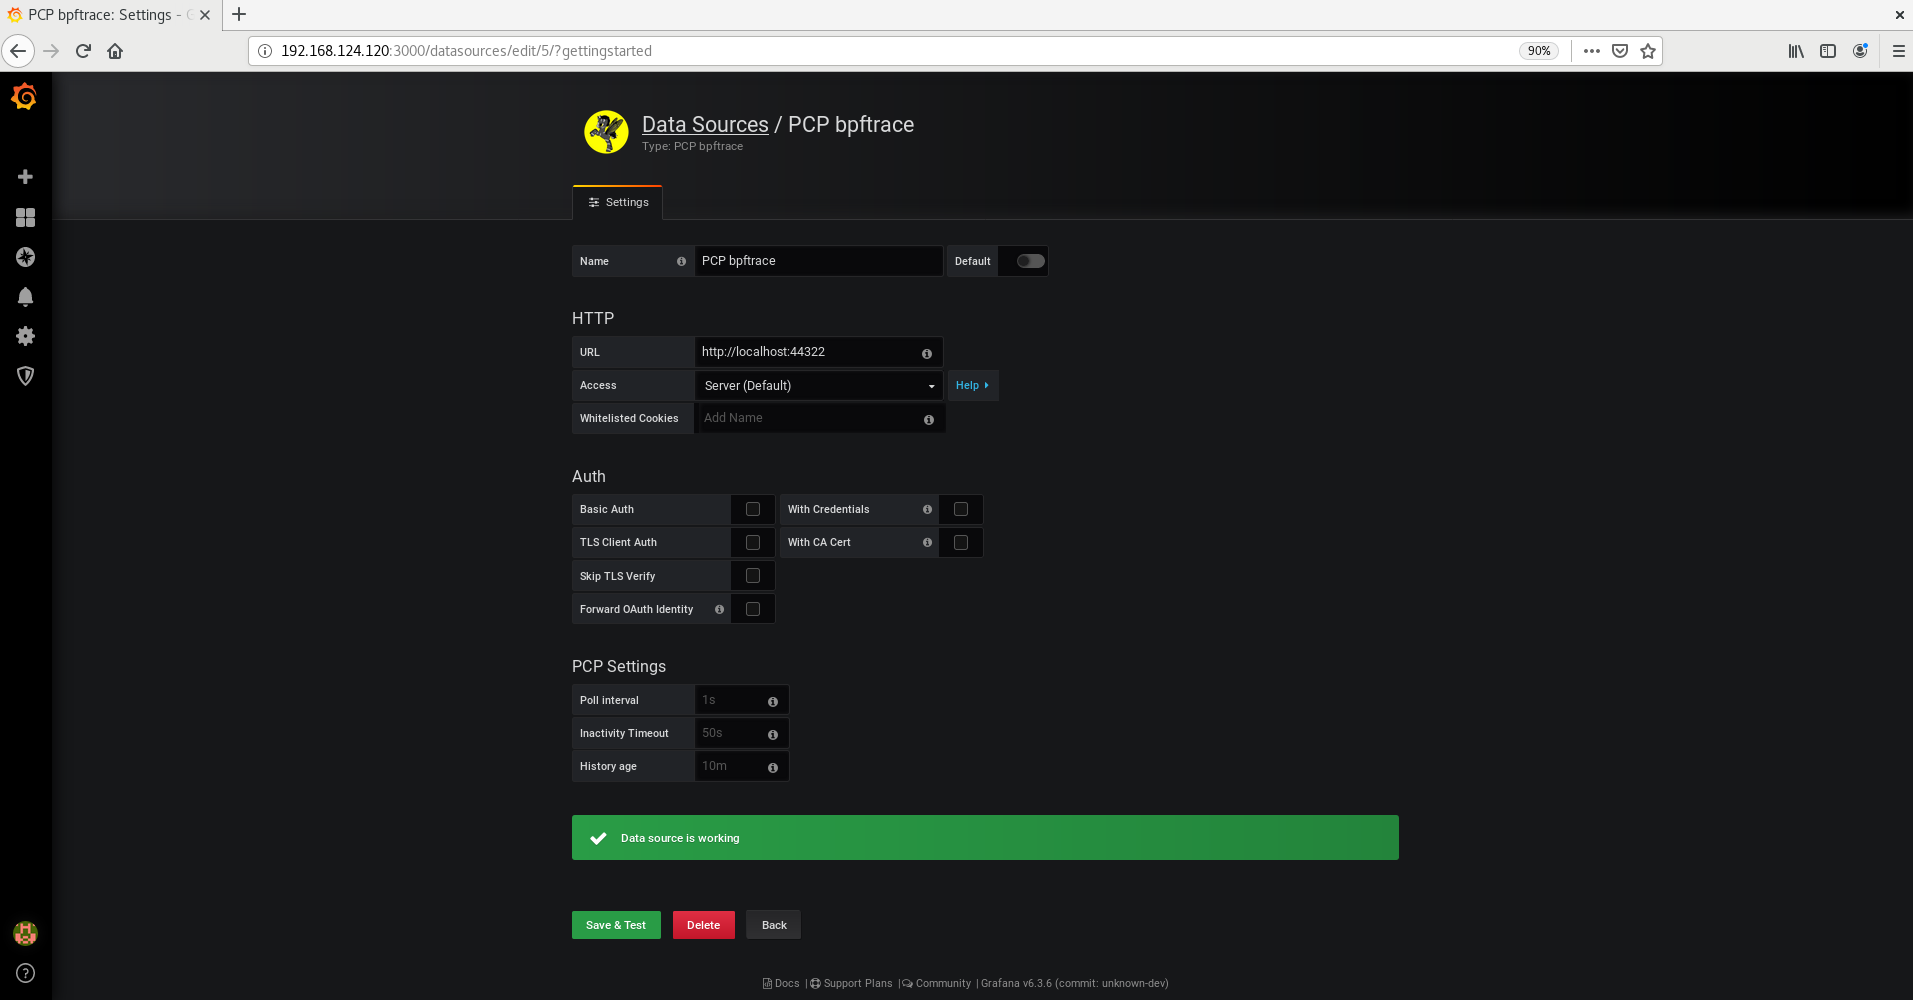 PCP bpftrace: Settings - G
192.168.124.120:3000/datasources/edit/5/?gettingstarted
90%
Data Sources / PCP bpftrace
Type: PCP bpftrace
Settings
Name PCP bpftrace Default
HTTP
URL http://localhost:44322
Access Server (Default) Help
Whitelisted Cookies Add Name
Auth
Basic Auth With Credentials
TLS Client Auth With CA Cert
Skip TLS Verify
Forward OAuth Identity
PCP Settings
Poll interval 1s
Inactivity Timeout 50s
History age 10m
Data source is working
Save & Test Delete Back
Docs | Support Plans | Community | Grafana v6.3.6 (commit: unknown-dev)